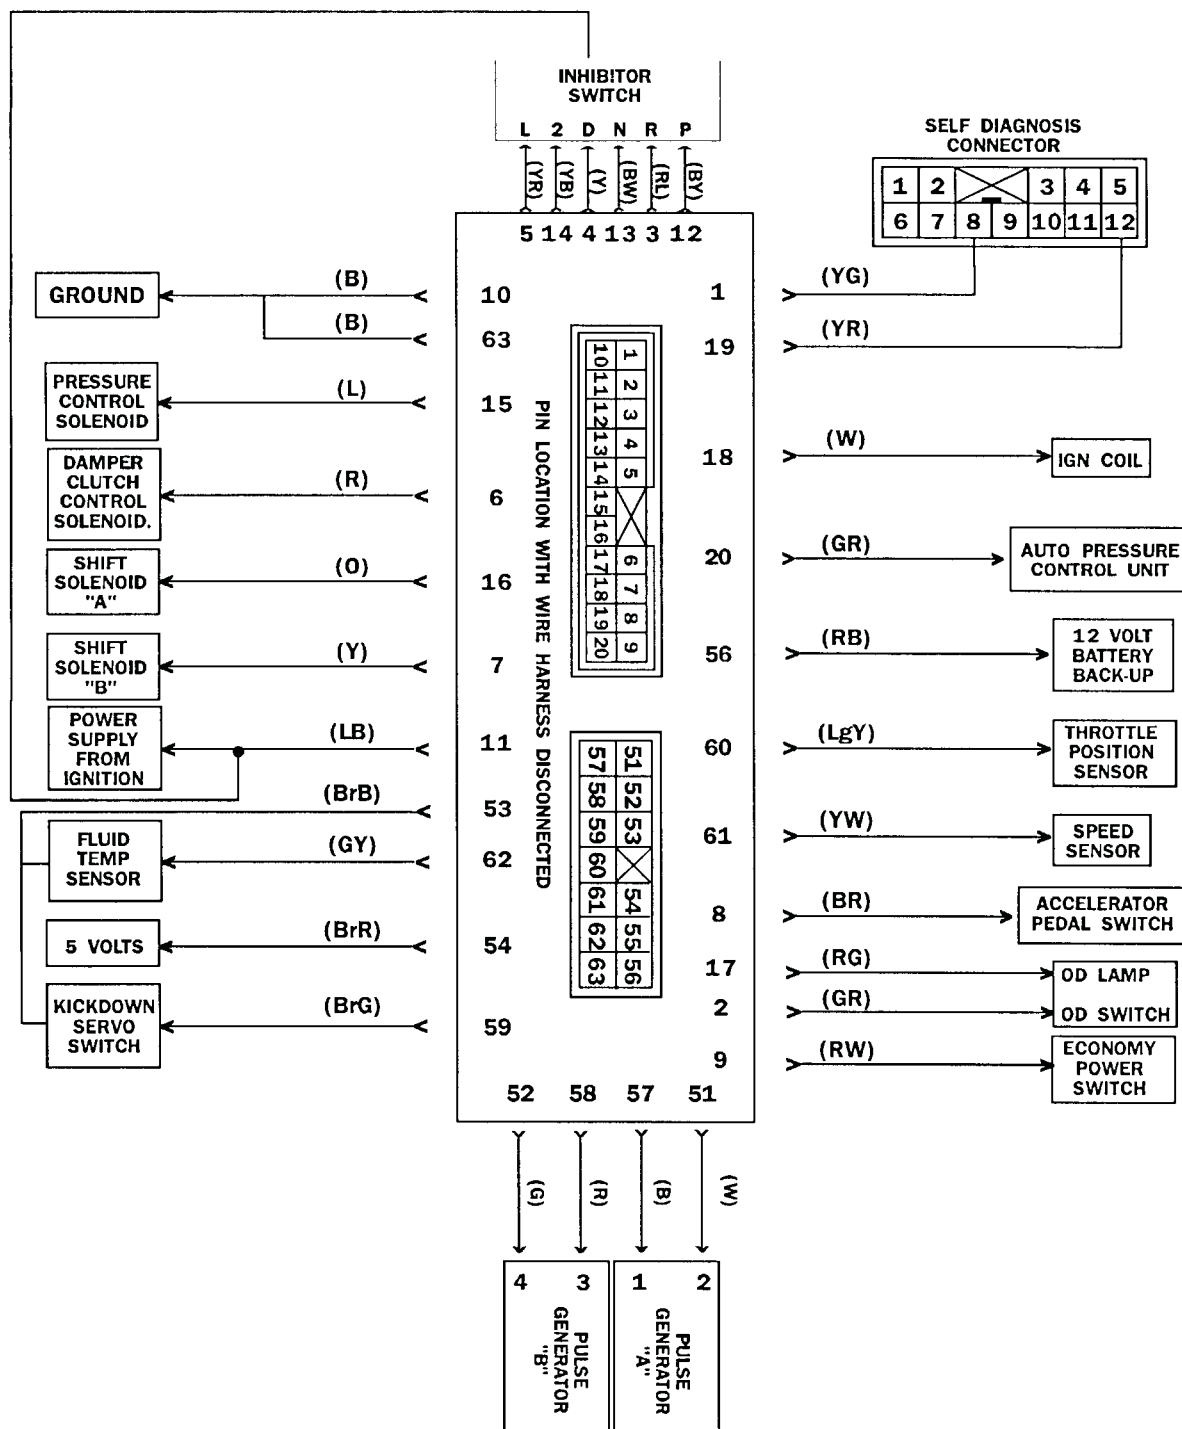 INHIBITOR
SWITCH
L 2 D N R P
(YR) (YB) (Y) (BW) (RL) (BY)
5 14 4 13 3 12
SELF DIAGNOSIS
CONNECTOR
1 2 3 4 5
6 7 8 9 10 11 12
GROUND
(B)
10
(B)
63
PRESSURE
CONTROL
SOLENOID
(L)
15
DAMPER
CLUTCH
CONTROL
SOLENOID.
(R)
6
SHIFT
SOLENOID
"A"
(O)
16
SHIFT
SOLENOID
"B"
(Y)
7
POWER
SUPPLY
FROM
IGNITION
(LB)
11
(BrB)
53
FLUID
TEMP
SENSOR
(GY)
62
5 VOLTS
(BrR)
54
KICKDOWN
SERVO
SWITCH
(BrG)
59
PIN LOCATION WITH WIRE HARNESS DISCONNECTED
1 2 3 4 5 6 7 8 9
10 11 12 13 14 15 16 17 18 19 20
51 52 53 54 55 56
57 58 59 60 61 62 63
1
(YG)
19
(YR)
18
(W)
IGN COIL
20
(GR)
AUTO PRESSURE
CONTROL UNIT
56
(RB)
12 VOLT
BATTERY
BACK-UP
60
(LgY)
THROTTLE
POSITION
SENSOR
61
(YW)
SPEED
SENSOR
8
(BR)
ACCELERATOR
PEDAL SWITCH
17
(RG)
OD LAMP
2
(GR)
OD SWITCH
9
(RW)
ECONOMY
POWER
SWITCH
52 58 57 51
(G) (R) (B) (W)
4 3 1 2
PULSE
GENERATOR
"B"
PULSE
GENERATOR
"A"